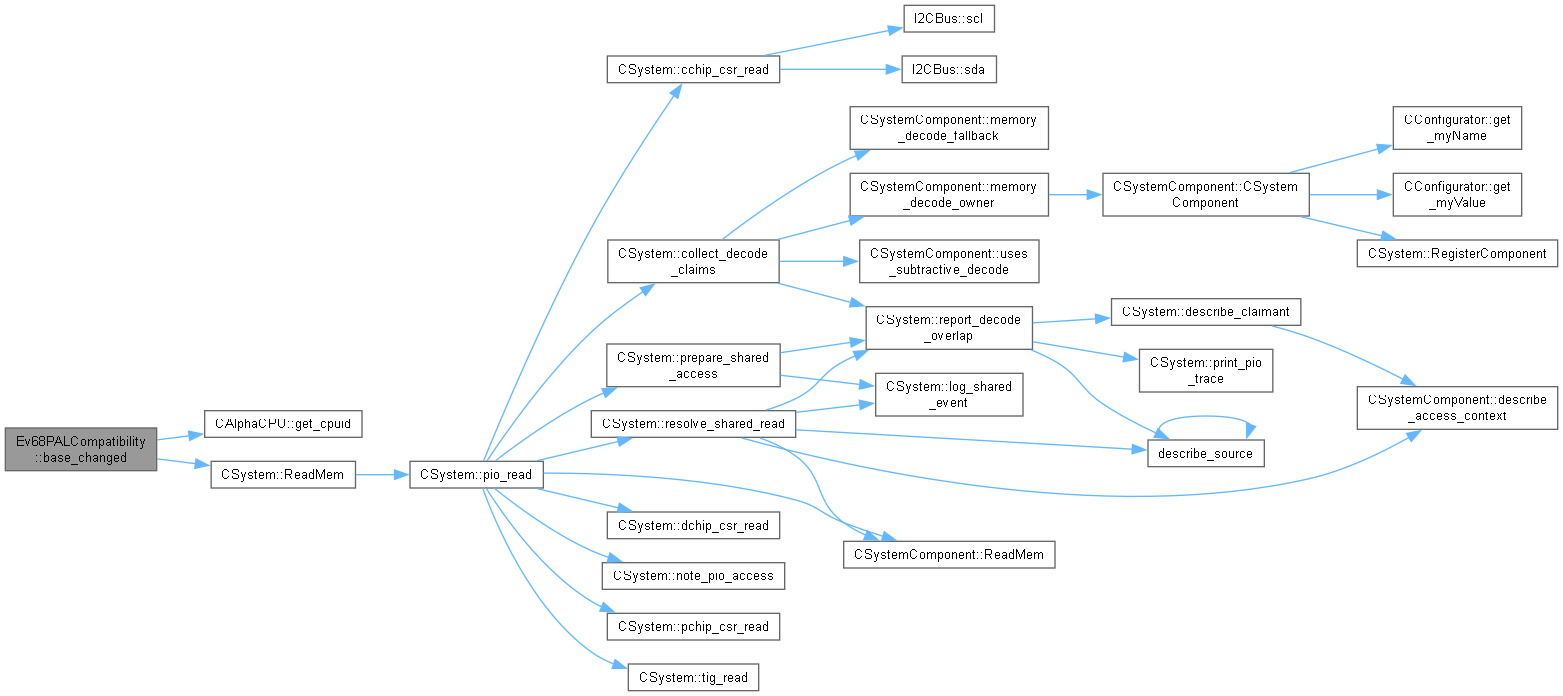 I2CBus::scl
CSystem::cchip_csr_read
I2CBus::sda
CSystemComponent::memory
_decode_fallback
CConfigurator::get
_myName
CSystemComponent::memory
_decode_owner
CSystemComponent::CSystem
Component
CConfigurator::get
_myValue
CSystem::collect_decode
_claims
CSystemComponent::uses
_subtractive_decode
CSystem::RegisterComponent
CSystem::report_decode
_overlap
CSystem::describe_claimant
CSystem::prepare_shared
_access
CSystem::print_pio
_trace
CSystem::log_shared
_event
CSystemComponent::describe
_access_context
CAlphaCPU::get_cpuid
CSystem::resolve_shared_read
Ev68PALCompatibility
::base_changed
describe_source
CSystem::ReadMem
CSystem::pio_read
CSystem::dchip_csr_read
CSystemComponent::ReadMem
CSystem::note_pio_access
CSystem::pchip_csr_read
CSystem::tig_read